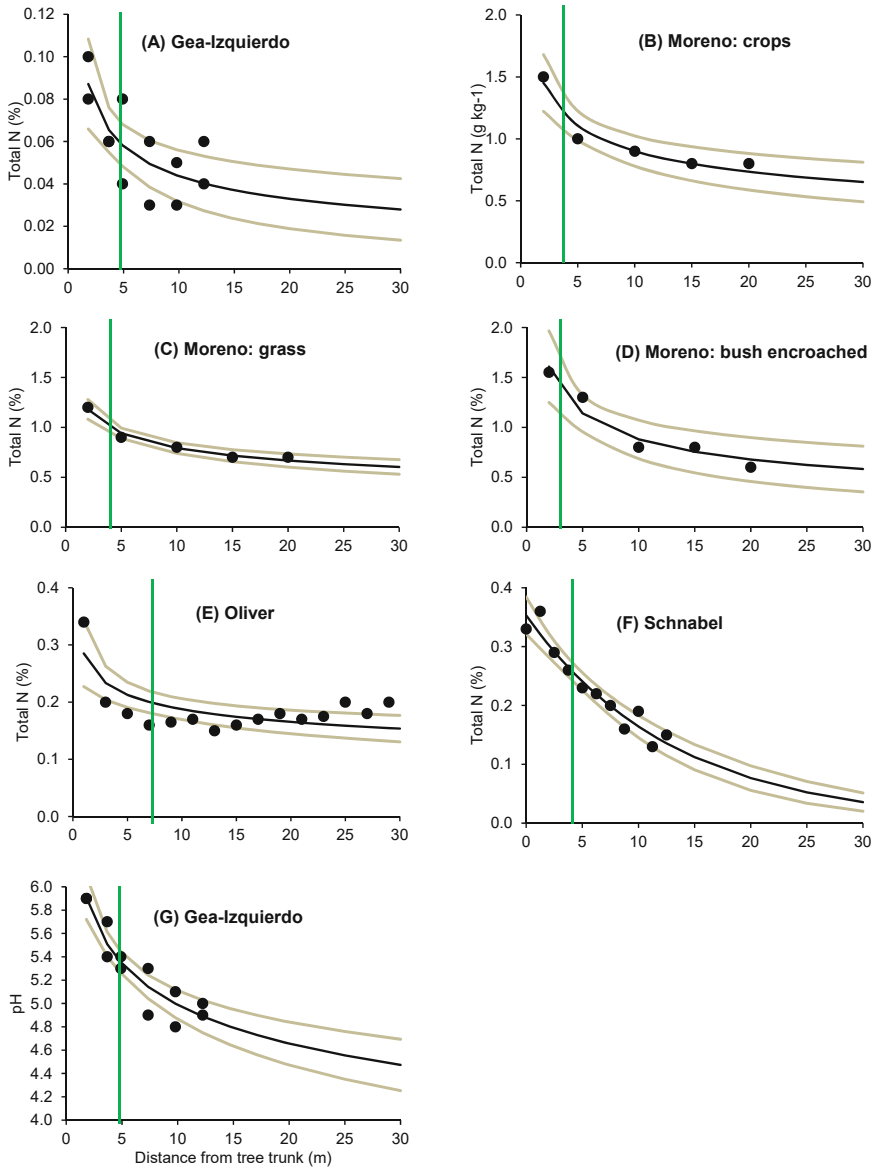 (A) Gea-Izquierdo
Total N (%)
0.12
0.10
0.08
0.06
0.04
0.02
0.00
0 5 10 15 20 25 30
(B) Moreno: crops
Total N (g kg-1)
2.0
1.5
1.0
0.5
0.0
0 5 10 15 20 25 30
(C) Moreno: grass
Total N (%)
2.0
1.5
1.0
0.5
0.0
0 5 10 15 20 25 30
(D) Moreno: bush encroached
Total N (%)
2.0
1.5
1.0
0.5
0.0
0 5 10 15 20 25 30
(E) Oliver
Total N (%)
0.4
0.3
0.2
0.1
0.0
0 5 10 15 20 25 30
(F) Schnabel
Total N (%)
0.4
0.3
0.2
0.1
0.0
0 5 10 15 20 25 30
(G) Gea-Izquierdo
pH
6.0
5.8
5.6
5.4
5.2
5.0
4.8
4.6
4.4
4.2
4.0
0 5 10 15 20 25 30
Distance from tree trunk (m)